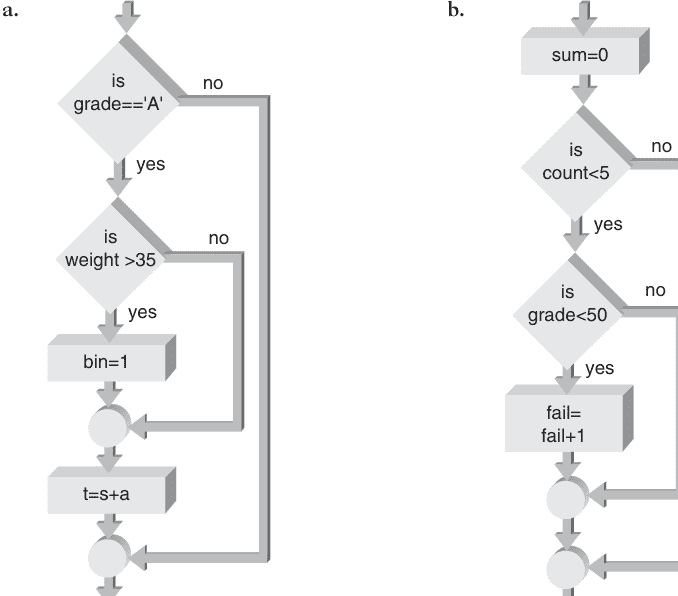 a.
is
grade=='A'
no
yes
is
weight >35
no
yes
bin=1
t=s+a
b.
sum=0
is
count<5
no
yes
is
grade<50
no
yes
fail=
fail+1